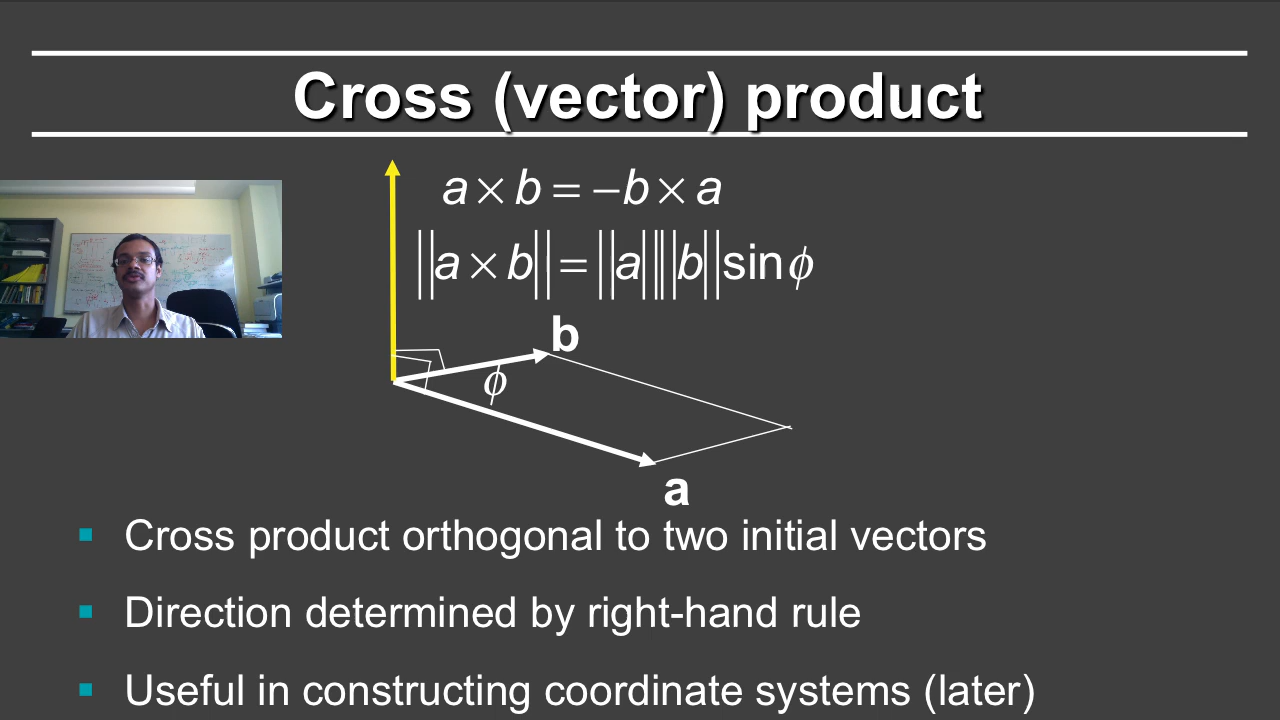 Cross (vector) product
a × b = −b × a
||a × b|| = ||a|| ||b|| sin ϕ
b
ϕ
a
▪ Cross product orthogonal to two initial vectors
▪ Direction determined by right-hand rule
▪ Useful in constructing coordinate systems (later)